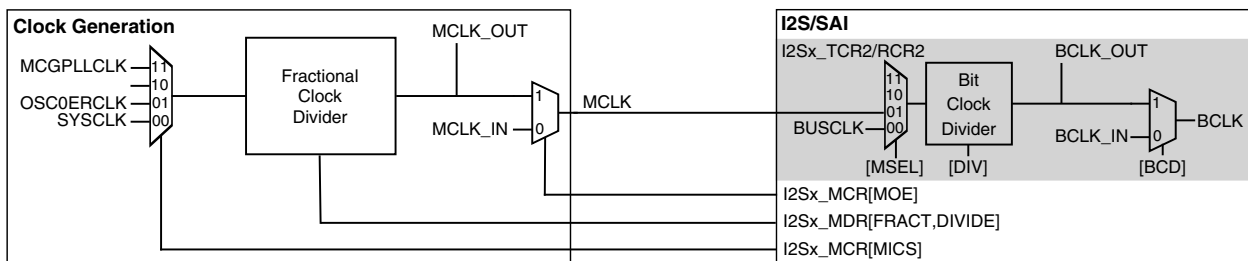 Clock Generation
MCGPLLCLK
11
10
OSC0ERCLK
01
SYSCLK
00
Fractional
Clock
Divider
MCLK_OUT
1
MCLK_IN
0
MCLK
I2S/SAI
I2Sx_TCR2/RCR2
11
10
01
BUSCLK
00
[MSEL]
Bit
Clock
Divider
[DIV]
BCLK_OUT
1
BCLK_IN
0
[BCD]
BCLK
I2Sx_MCR[MOE]
I2Sx_MDR[FRACT,DIVIDE]
I2Sx_MCR[MICS]